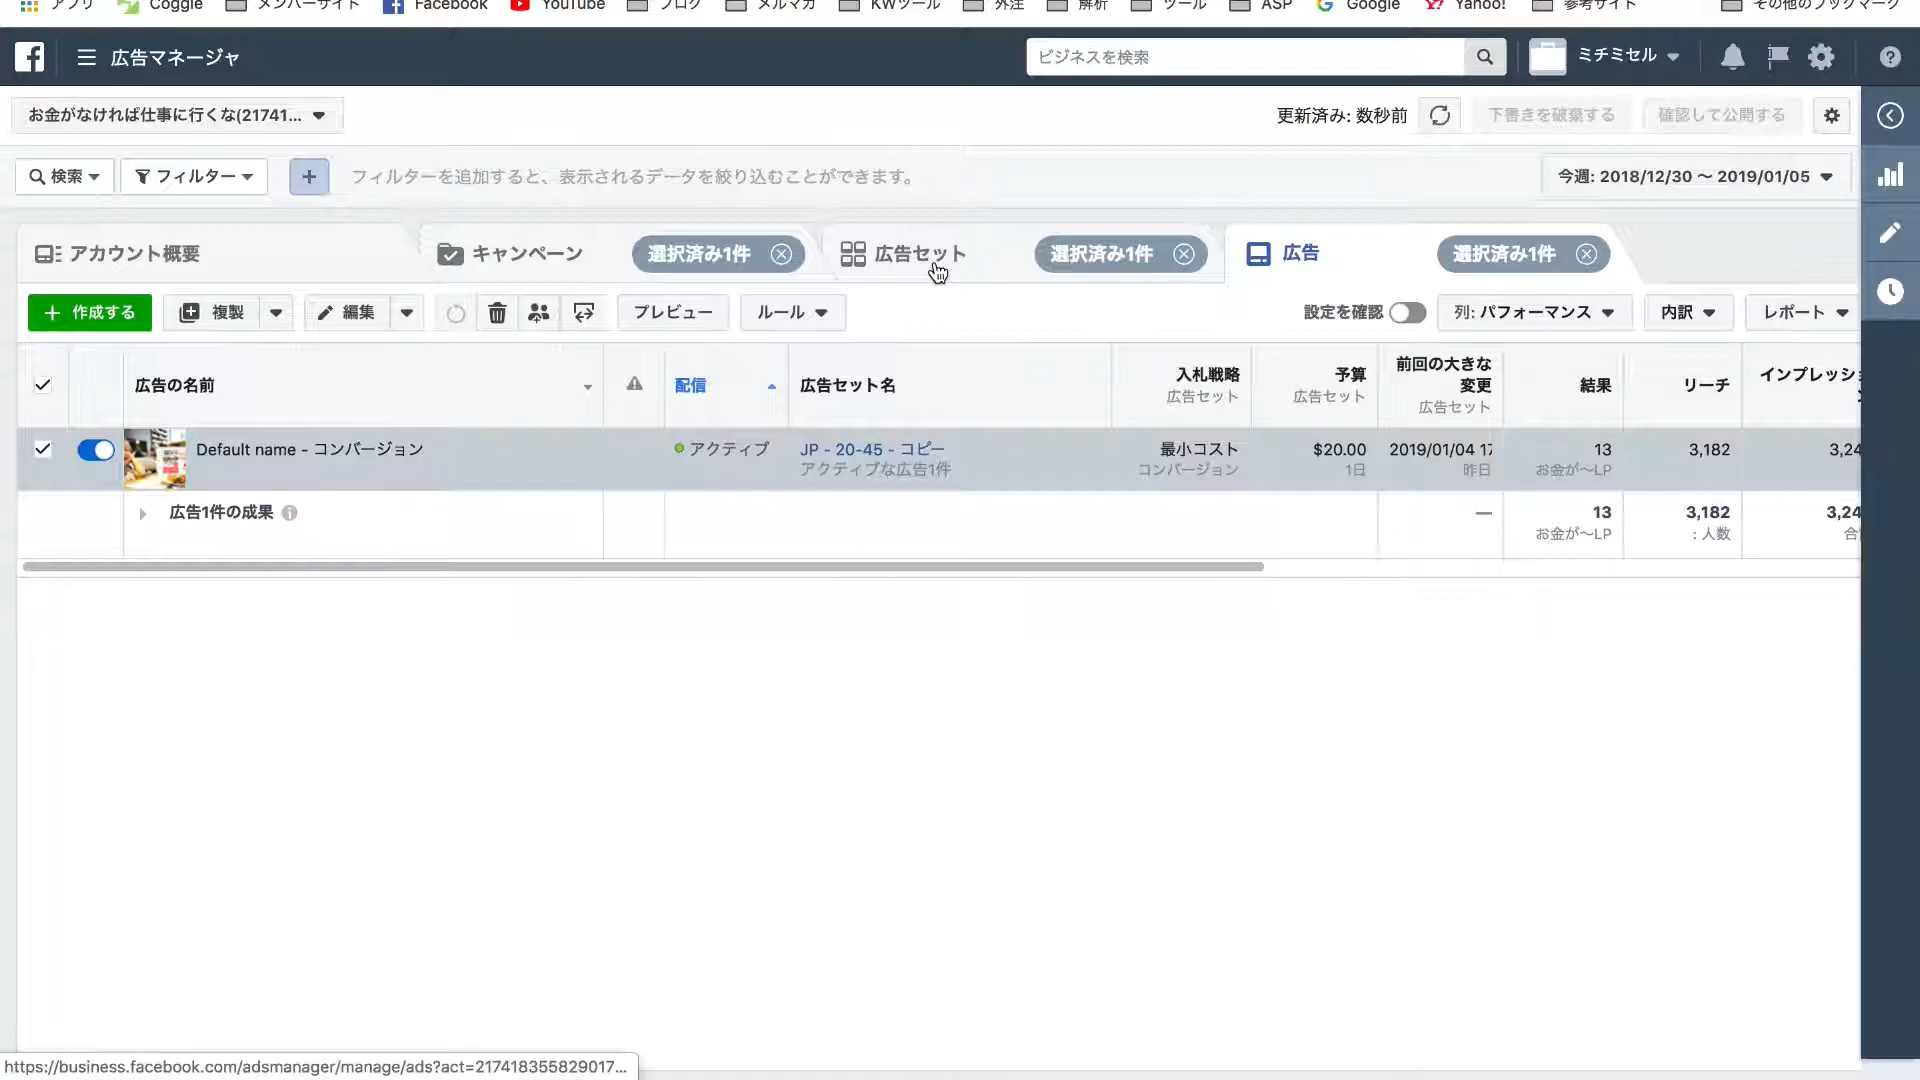 アプリ Coggle メンバーサイト Facebook YouTube ブログ メルマガ KWツール 外注 解析 ツール ASP Google Yahoo! 参考サイト その他のブックマーク
広告マネージャ ビジネスを検索 ミチミセル
お金がなければ仕事に行くな(21741... 更新済み: 数秒前 下書きを破棄する 確認して公開する
検索 フィルター + フィルターを追加すると、表示されるデータを絞り込むことができます。 今週: 2018/12/30 〜 2019/01/05
アカウント概要 キャンペーン 選択済み1件 広告セット 選択済み1件 広告 選択済み1件
+ 作成する 複製 編集 プレビュー ルール 設定を確認 列: パフォーマンス 内訳 レポート
広告の名前 配信 広告セット名 入札戦略 予算 前回の大きな変更 結果 リーチ インプレッシ
広告セット 広告セット 広告セット
Default name - コンバージョン アクティブ JP - 20-45 - コピー 最小コスト $20.00 2019/01/04 17 13 3,182 3,24
アクティブな広告1件 コンバージョン 1日 昨日 お金が〜LP
広告1件の成果 — 13 3,182 3,24
お金が〜LP : 人数 合
https://business.facebook.com/adsmanager/manage/ads?act=217418355829017...